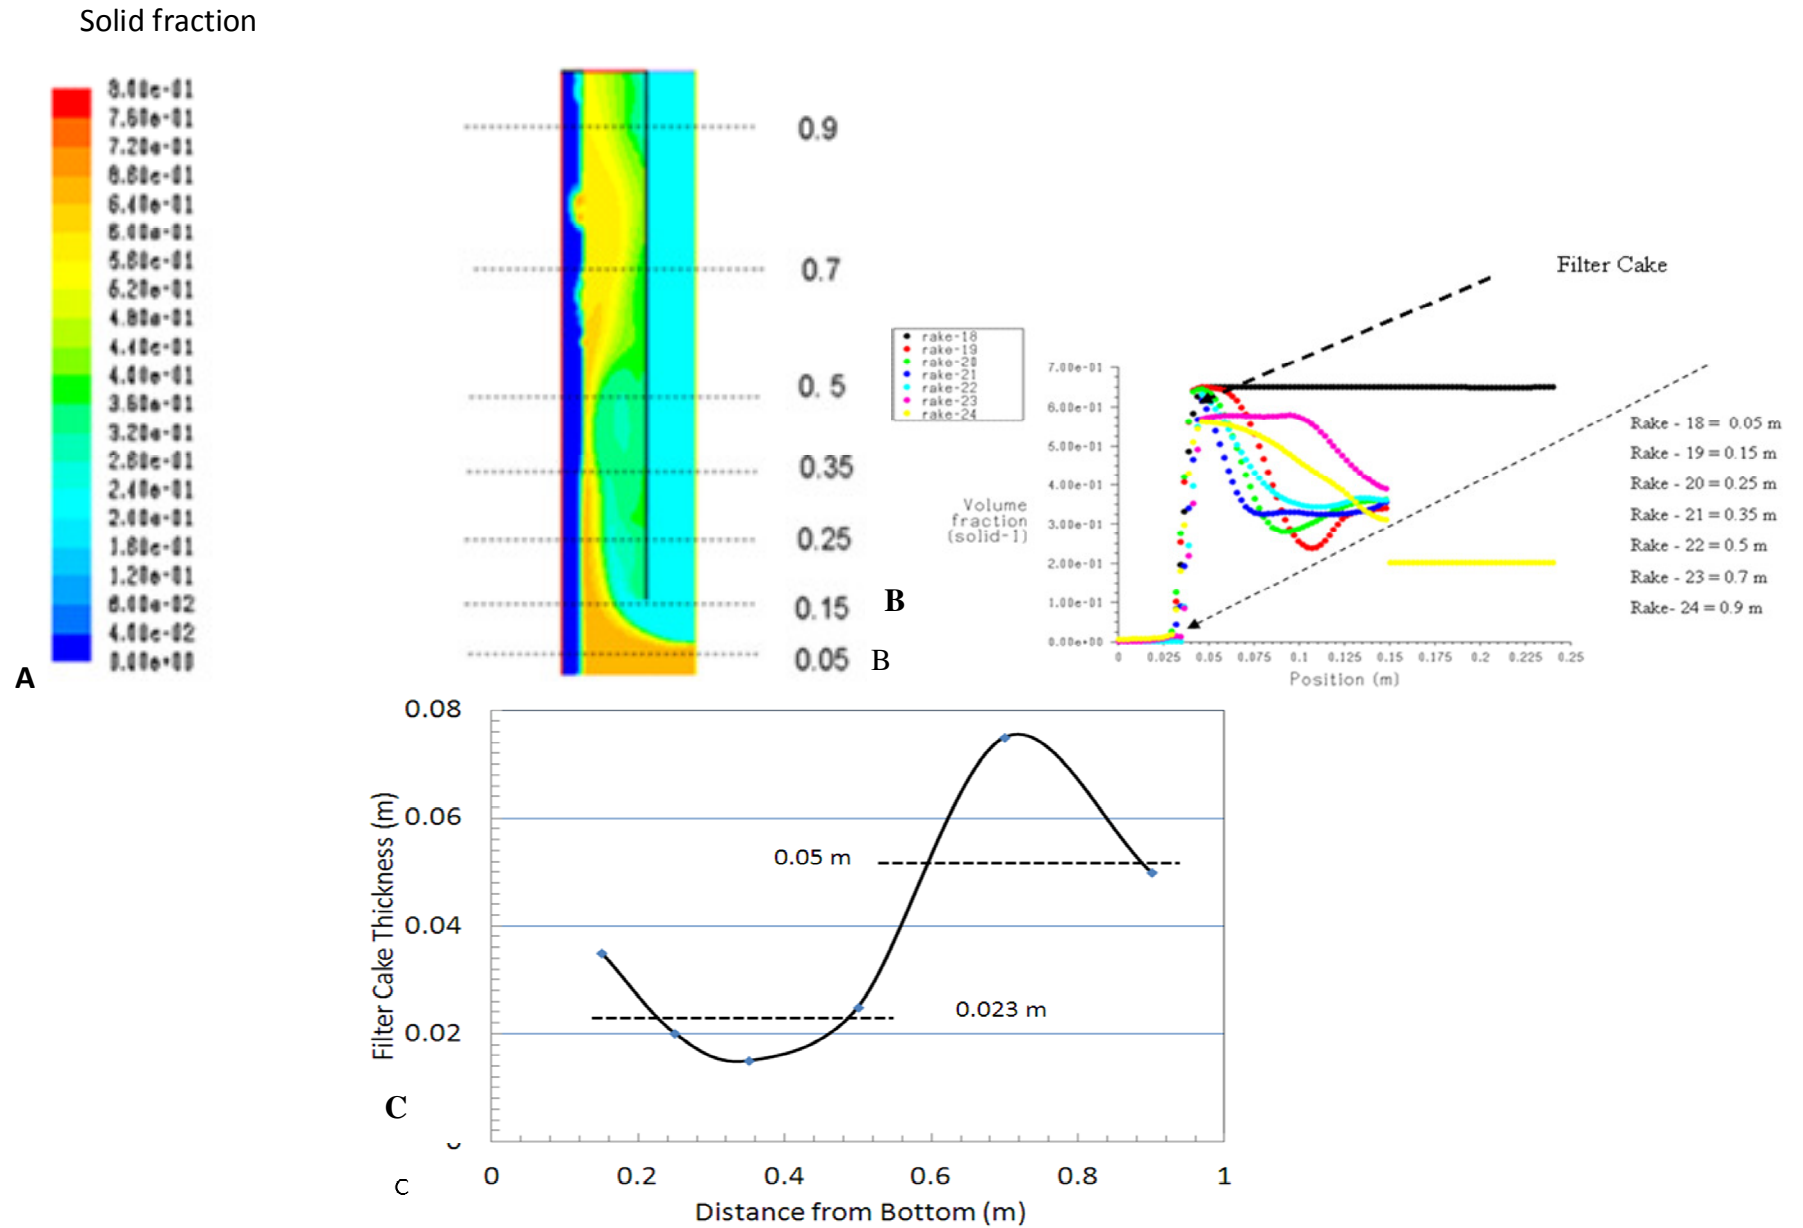 Solid fraction
8.00e-01
7.60e-01
7.20e-01
6.80e-01
6.40e-01
6.00e-01
5.60e-01
5.20e-01
4.80e-01
4.40e-01
4.00e-01
3.60e-01
3.20e-01
2.80e-01
2.40e-01
2.00e-01
1.60e-01
1.20e-01
8.00e-02
4.00e-02
0.00e+00
A
0.9
0.7
0.5
0.35
0.25
0.15
0.05
B
B
rake-18
rake-19
rake-20
rake-21
rake-22
rake-23
rake-24
Filter Cake
Volume
fraction
(solid-1)
7.00e-01
6.00e-01
5.00e-01
4.00e-01
3.00e-01
2.00e-01
1.00e-01
0.00e+00
0 0.025 0.05 0.075 0.1 0.125 0.15 0.175 0.2 0.225 0.25
Position (m)
Rake - 18 = 0.05 m
Rake - 19 = 0.15 m
Rake - 20 = 0.25 m
Rake - 21 = 0.35 m
Rake - 22 = 0.5 m
Rake - 23 = 0.7 m
Rake- 24 = 0.9 m
Filter Cake Thickness (m)
0.08
0.06
0.04
0.02
0.05 m
0.023 m
C
C
0 0.2 0.4 0.6 0.8 1
Distance from Bottom (m)